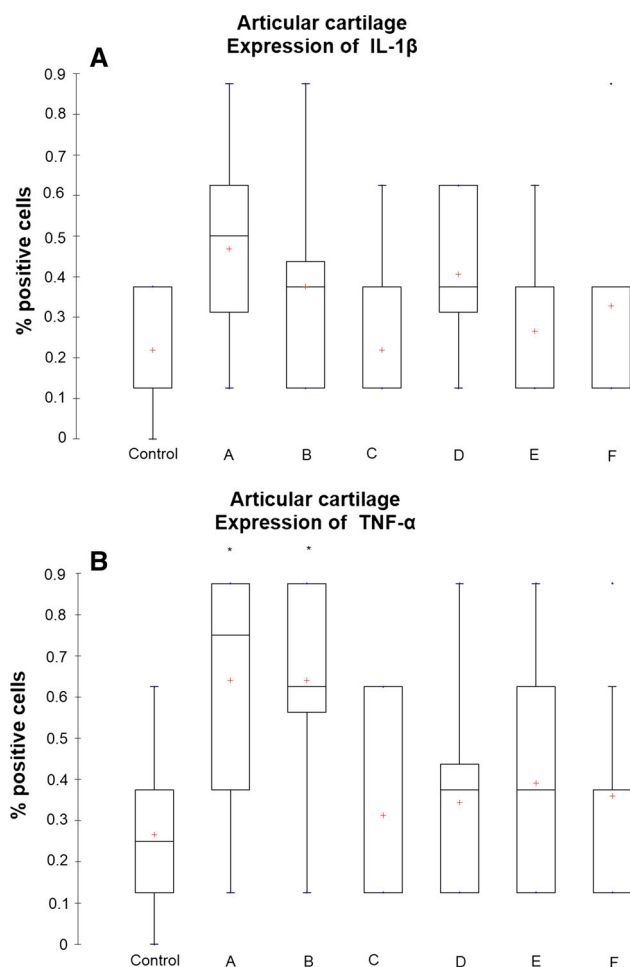 Articular cartilage
Expression of IL-1β
A
% positive cells
0.9
0.8
0.7
0.6
0.5
0.4
0.3
0.2
0.1
0
Control A B C D E F
Articular cartilage
Expression of TNF-α
* *
B
% positive cells
0.9
0.8
0.7
0.6
0.5
0.4
0.3
0.2
0.1
0
Control A B C D E F